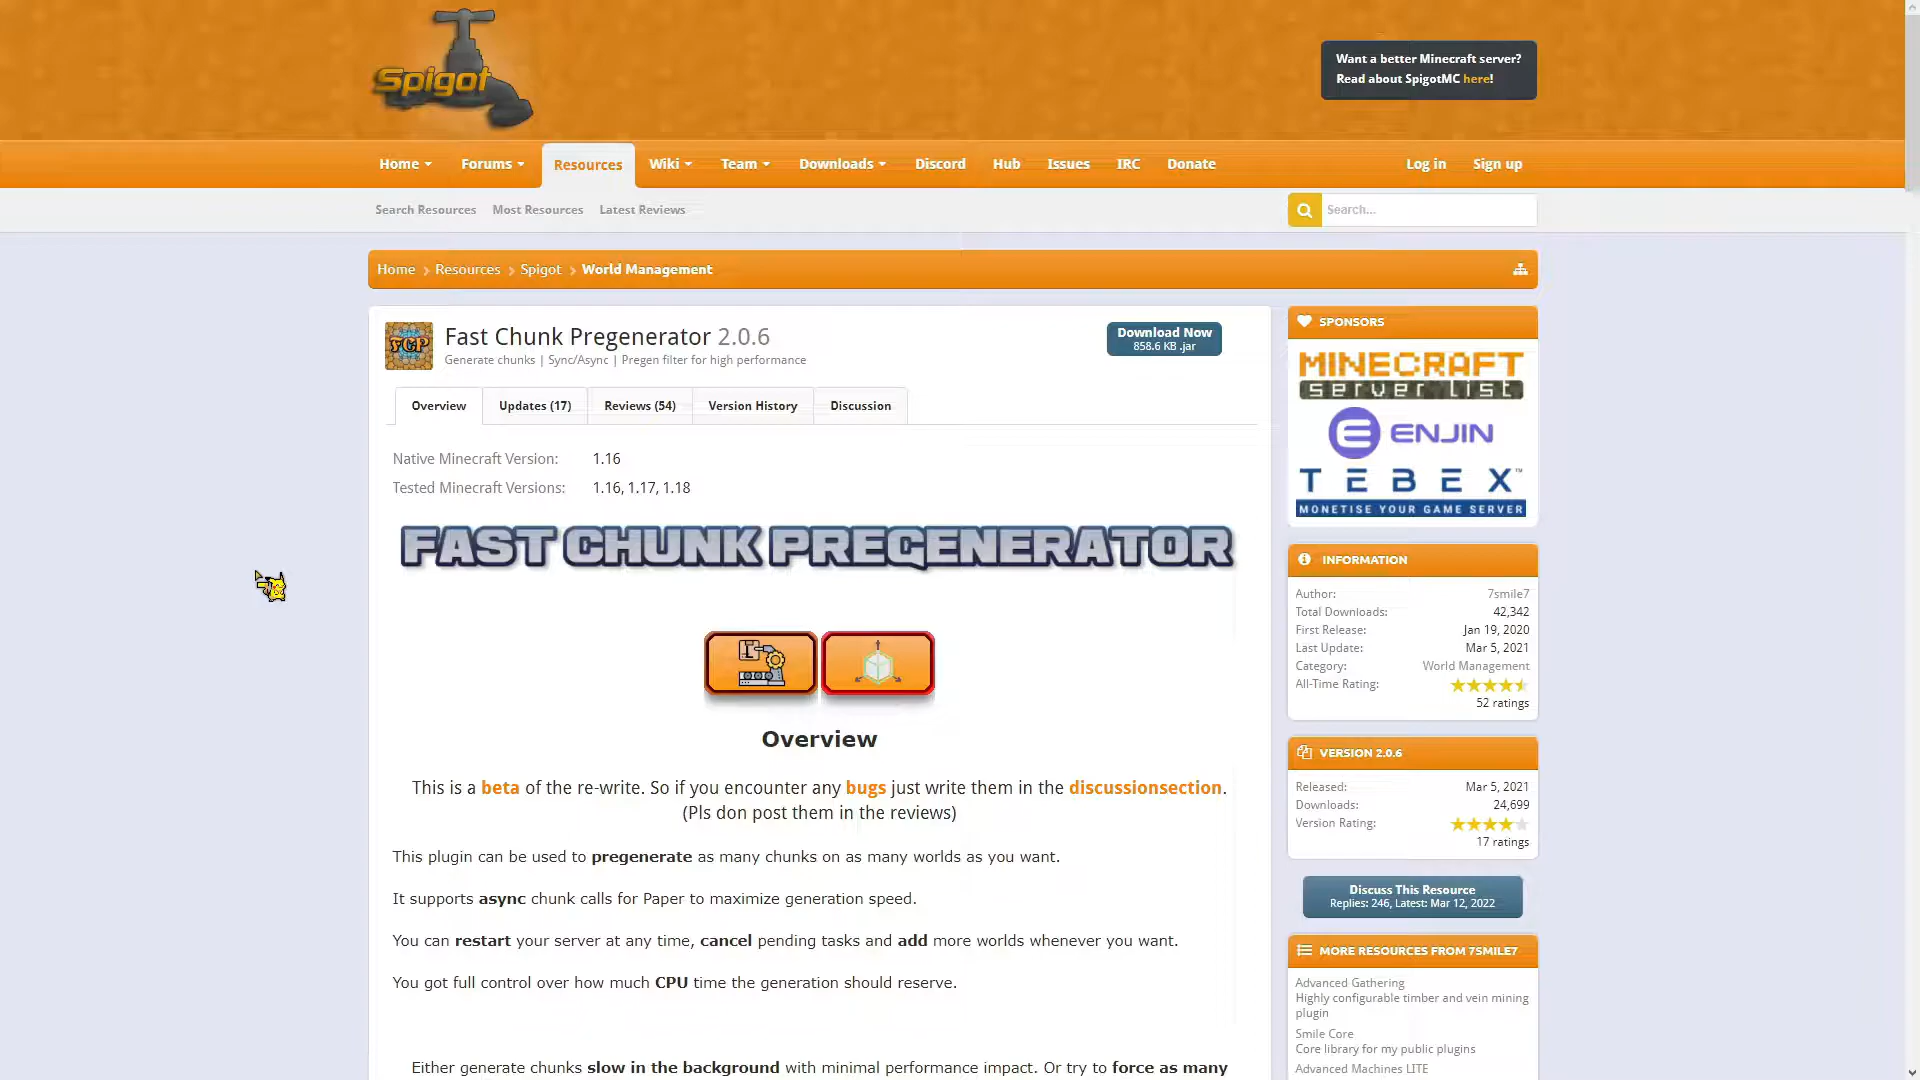 Spigot
Want a better Minecraft server?
Read about SpigotMC here!
Home Forums Resources Wiki Team Downloads Discord Hub Issues IRC Donate Log in Sign up
Search Resources Most Resources Latest Reviews
Search...
Home Resources Spigot World Management
FCP
Fast Chunk Pregenerator 2.0.6
Generate chunks | Sync/Async | Pregen filter for high performance
Download Now
858.6 KB .jar
Overview Updates (17) Reviews (54) Version History Discussion
Native Minecraft Version: 1.16
Tested Minecraft Versions: 1.16, 1.17, 1.18
FAST CHUNK PREGENERATOR
Overview
This is a beta of the re-write. So if you encounter any bugs just write them in the discussionsection.
(Pls don post them in the reviews)
This plugin can be used to pregenerate as many chunks on as many worlds as you want.
It supports async chunk calls for Paper to maximize generation speed.
You can restart your server at any time, cancel pending tasks and add more worlds whenever you want.
You got full control over how much CPU time the generation should reserve.
Either generate chunks slow in the background with minimal performance impact. Or try to force as many
SPONSORS
MINECRAFT
server list
ENJIN
TEBEX™
MONETISE YOUR GAME SERVER
INFORMATION
Author: 7smile7
Total Downloads: 42,342
First Release: Jan 19, 2020
Last Update: Mar 5, 2021
Category: World Management
All-Time Rating:
52 ratings
VERSION 2.0.6
Released: Mar 5, 2021
Downloads: 24,699
Version Rating:
17 ratings
Discuss This Resource
Replies: 246, Latest: Mar 12, 2022
MORE RESOURCES FROM 7SMILE7
Advanced Gathering
Highly configurable timber and vein mining
plugin
Smile Core
Core library for my public plugins
Advanced Machines LITE